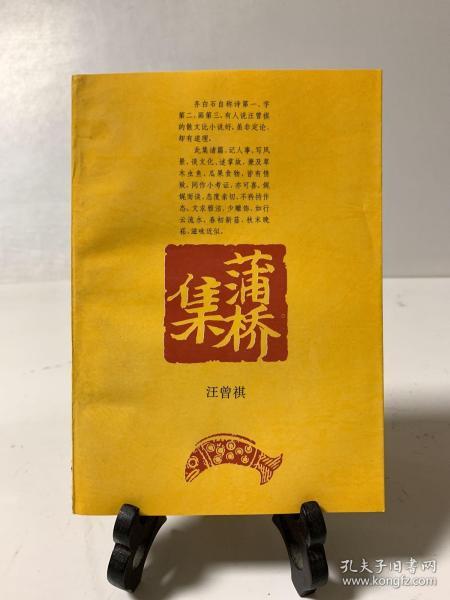 齐白石自称诗第一，字
第二，画第三。有人说汪曾祺
的散文比小说好，虽非定论，
却有道理。
此集诸篇，记人事、写风
景、谈文化、述掌故，兼及草
木虫鱼、瓜果食物，皆有情
致。间作小考证，亦可喜。娓
娓而谈，态度亲切，不矜持作
态。文求雅洁，少雕饰，如行
云流水。春初新韭，秋末晚
菘，滋味近似。
蒲桥
集
汪曾祺
孔夫子旧书网
www.kongfz.com